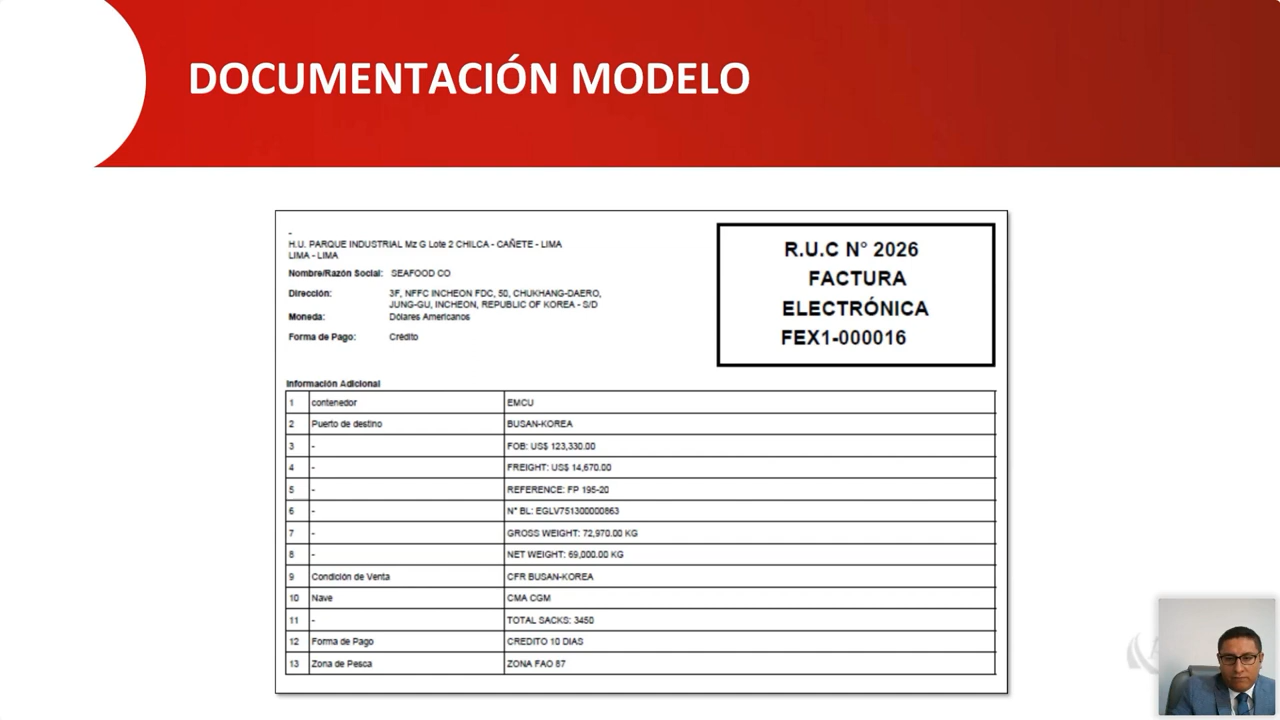 DOCUMENTACIÓN MODELO
-
H.U. PARQUE INDUSTRIAL Mz G Lote 2 CHILCA - CAÑETE - LIMA
LIMA - LIMA
Nombre/Razón Social: SEAFOOD CO
Dirección: 3F, NFFC INCHEON FDC, 50, CHUKHANG-DAERO,
JUNG-GU, INCHEON, REPUBLIC OF KOREA - S/D
Moneda: Dólares Americanos
Forma de Pago: Crédito
R.U.C N° 2026
FACTURA
ELECTRÓNICA
FEX1-000016
Información Adicional
1 contenedor EMCU
2 Puerto de destino BUSAN-KOREA
3 - FOB: US$ 123,330.00
4 - FREIGHT: US$ 14,670.00
5 - REFERENCE: FP 195-20
6 - N° BL: EGLV751300000863
7 - GROSS WEIGHT: 72,970.00 KG
8 - NET WEIGHT: 69,000.00 KG
9 Condición de Venta CFR BUSAN-KOREA
10 Nave CMA CGM
11 - TOTAL SACKS: 3450
12 Forma de Pago CREDITO 10 DIAS
13 Zona de Pesca ZONA FAO 87